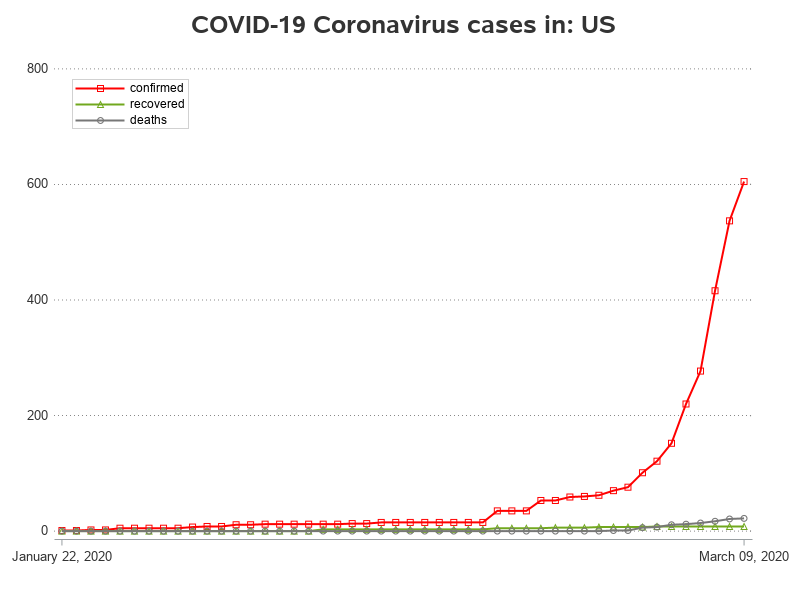 COVID-19 Coronavirus cases in: US
800
confirmed
recovered
deaths
600
400
200
0
January 22, 2020
March 09, 2020